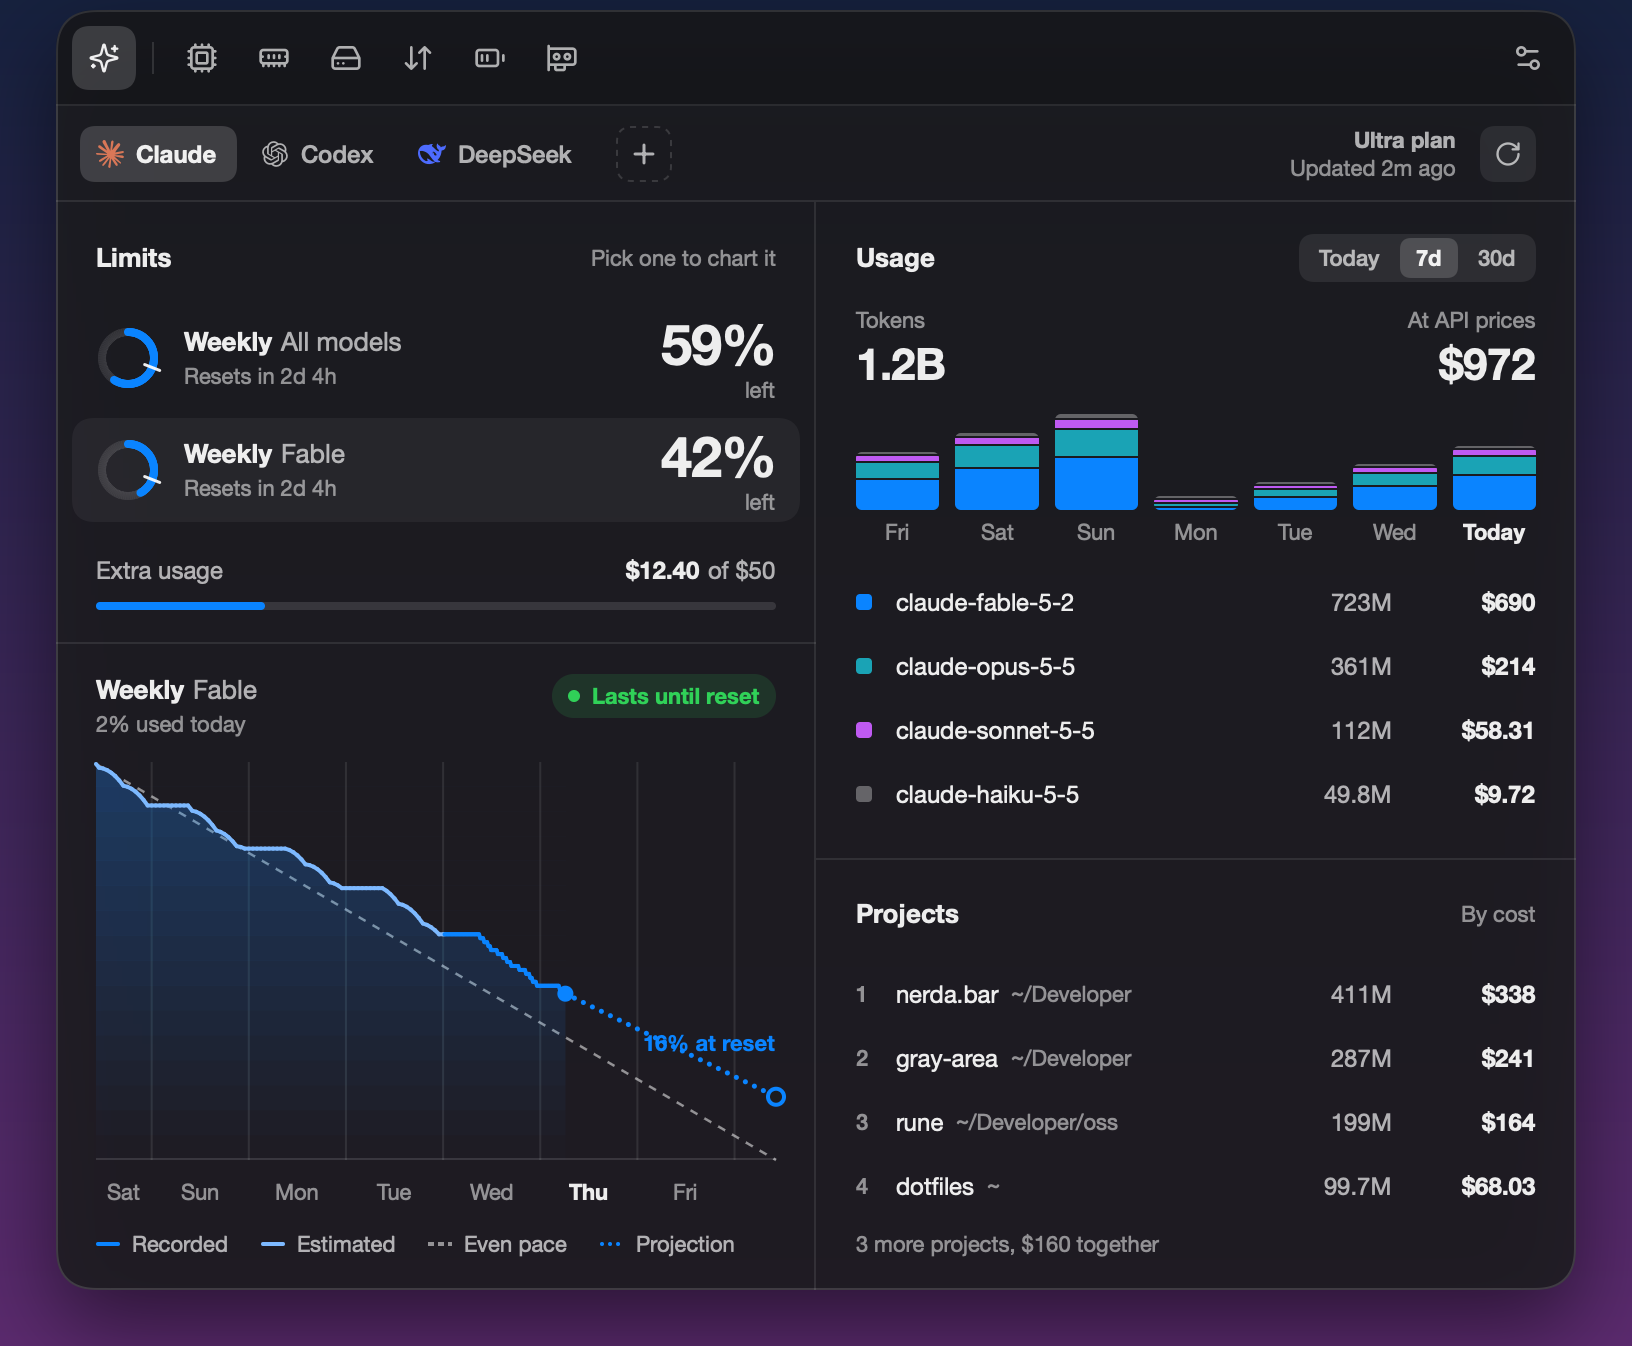 Claude
Codex
DeepSeek
Ultra plan
Updated 2m ago
Limits
Pick one to chart it
Weekly All models
Resets in 2d 4h
59%
left
Weekly Fable
Resets in 2d 4h
42%
left
Extra usage
$12.40 of $50
Weekly Fable
2% used today
Lasts until reset
16% at reset
Sat Sun Mon Tue Wed Thu Fri
Recorded Estimated Even pace Projection
Usage
Today 7d 30d
Tokens
1.2B
At API prices
$972
Fri Sat Sun Mon Tue Wed Today
claude-fable-5-2 723M $690
claude-opus-5-5 361M $214
claude-sonnet-5-5 112M $58.31
claude-haiku-5-5 49.8M $9.72
Projects
By cost
1 nerda.bar ~/Developer 411M $338
2 gray-area ~/Developer 287M $241
3 rune ~/Developer/oss 199M $164
4 dotfiles ~ 99.7M $68.03
3 more projects, $160 together